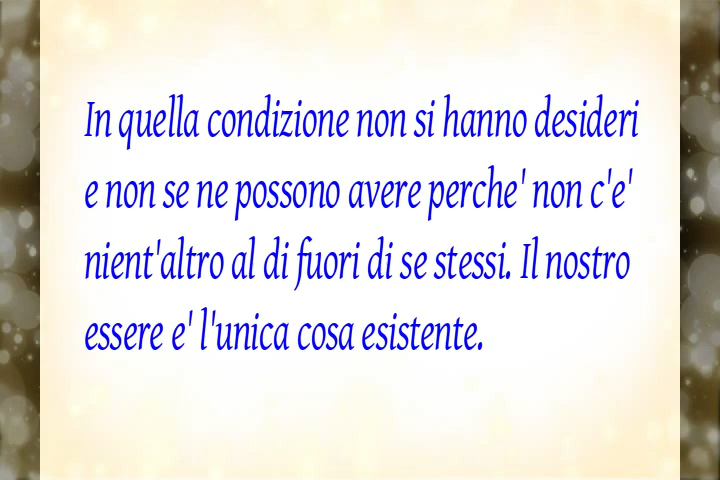 In quella condizione non si hanno desideri
e non se ne possono avere perche' non c'e'
nient'altro al di fuori di se stessi. Il nostro
essere e' l'unica cosa esistente.